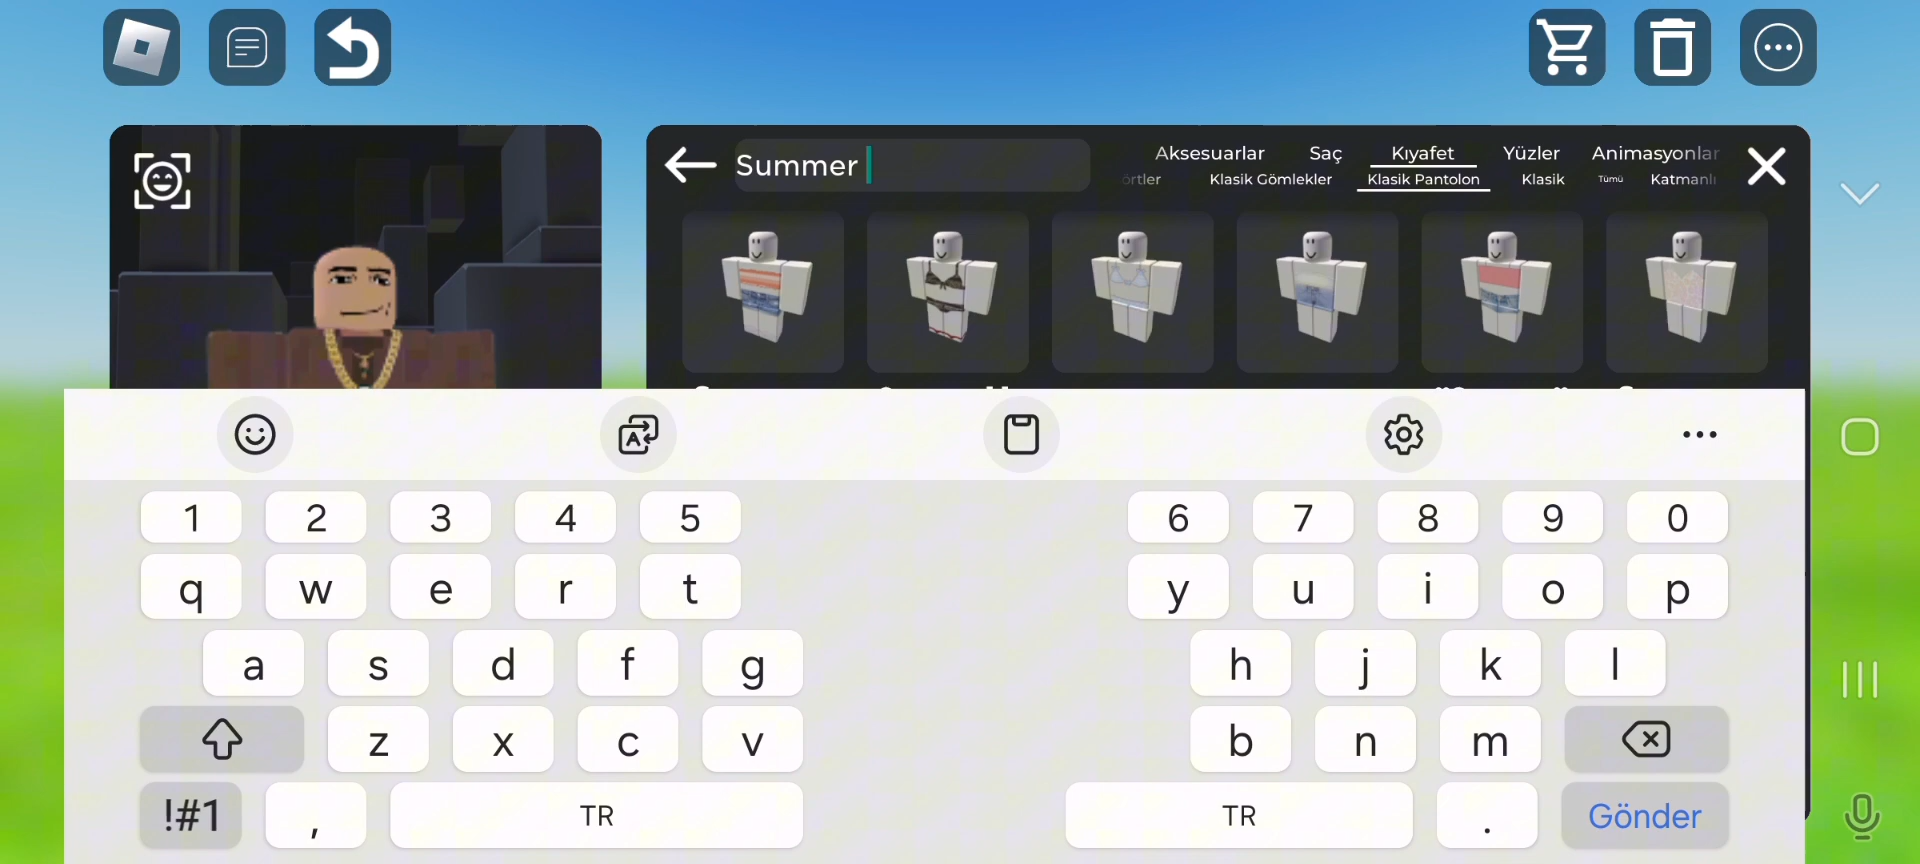 Summer
Aksesuarlar Saç Kıyafet Yüzler Animasyonlar
örtler Klasik Gömlekler Klasik Pantolon Klasik Tümü Katmanlı
1 2 3 4 5 6 7 8 9 0
q w e r t y u i o p
a s d f g h j k l
z x c v b n m
!#1 , TR TR . Gönder